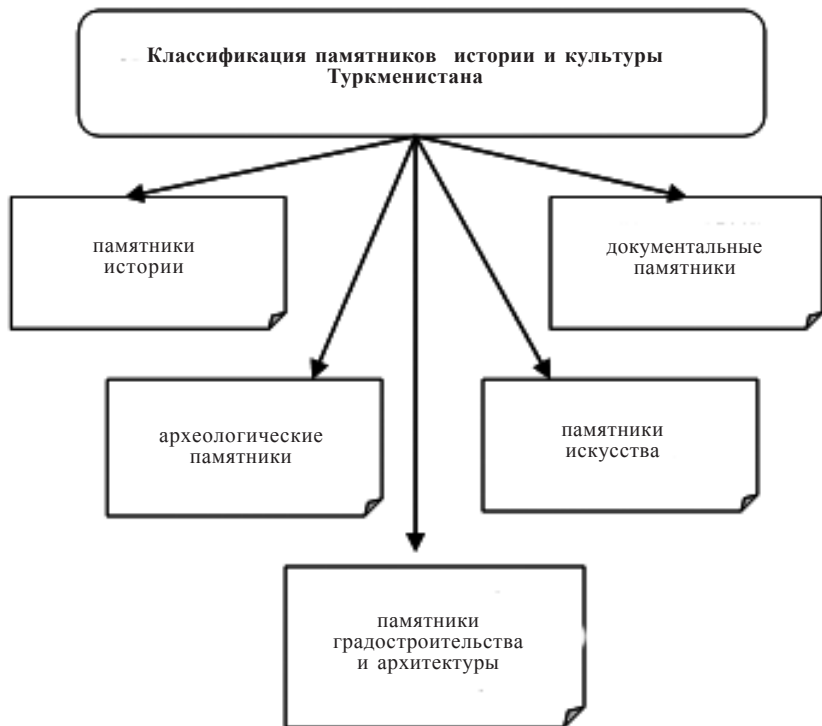 Классификация памятников истории и культуры
Туркменистана
памятники
истории
документальные
памятники
археологические
памятники
памятники
искусства
памятники
градостроительства
и архитектуры